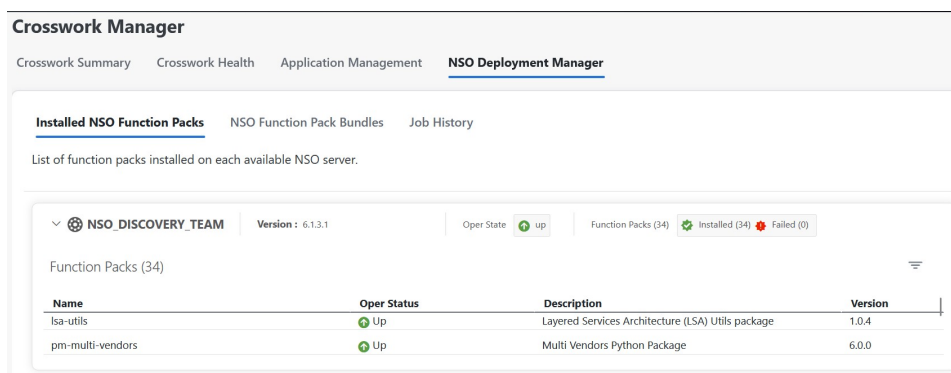 Crosswork Manager
Crosswork Summary Crosswork Health Application Management NSO Deployment Manager
Installed NSO Function Packs NSO Function Pack Bundles Job History
List of function packs installed on each available NSO server.
NSO_DISCOVERY_TEAM Version : 6.1.3.1 Oper State up Function Packs (34) Installed (34) Failed (0)
Function Packs (34)
Name Oper Status Description Version
lsa-utils Up Layered Services Architecture (LSA) Utils package 1.0.4
pm-multi-vendors Up Multi Vendors Python Package 6.0.0